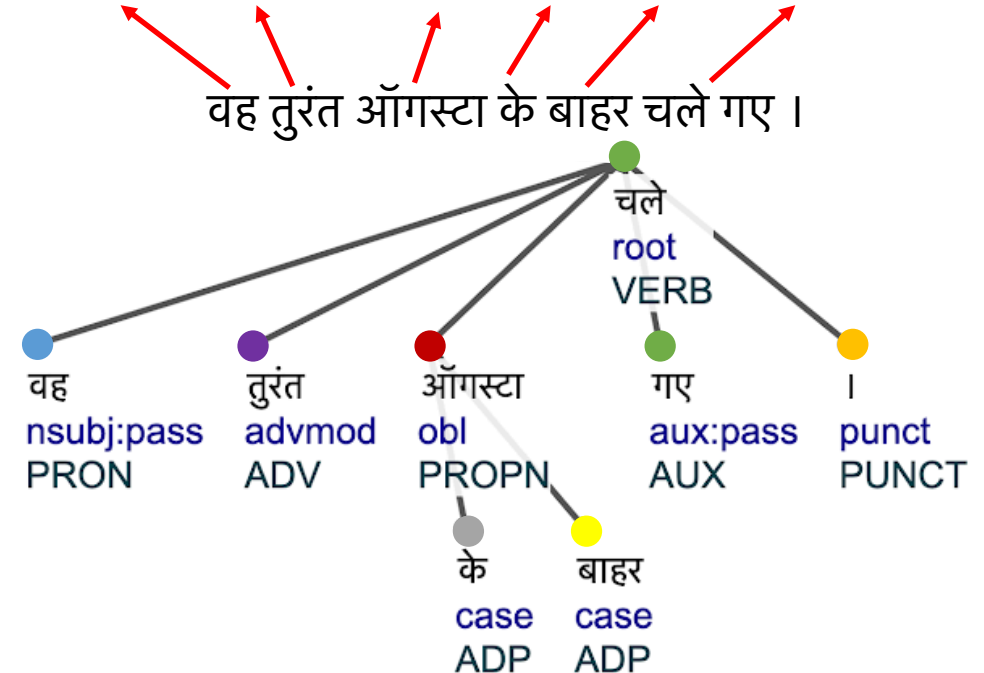 वह तुरंत ऑगस्टा के बाहर चले गए ।
चले
root
VERB
वह तुरंत ऑगस्टा गए ।
nsubj:pass advmod obl aux:pass punct
PRON ADV PROPN AUX PUNCT
के बाहर
case case
ADP ADP